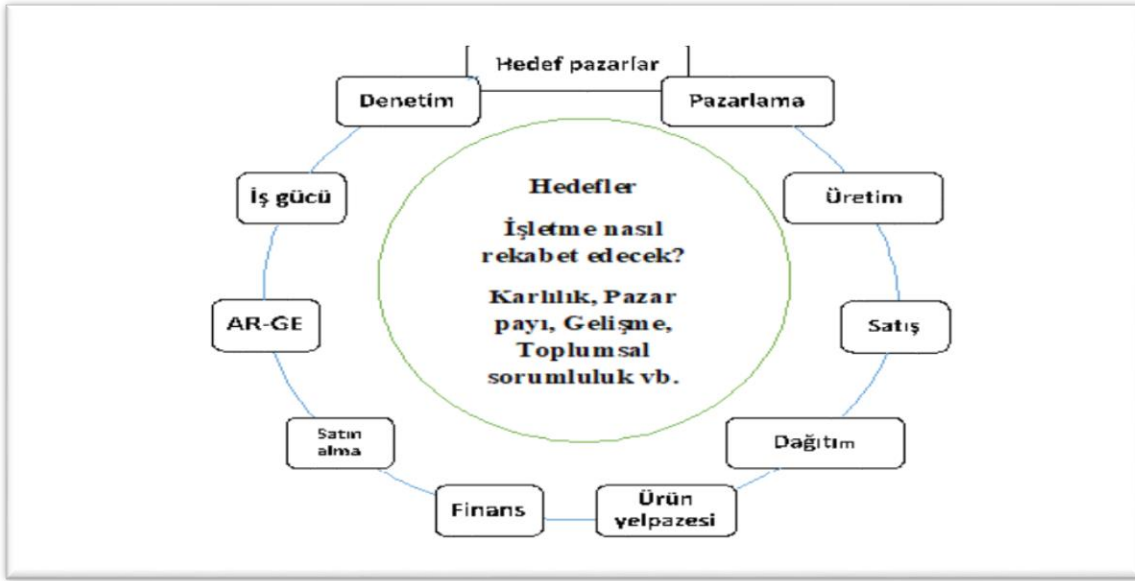 Hedef pazarlar
Denetim
Pazarlama
İş gücü
Üretim
Hedefler
İşletme nasıl
rekabet edecek?
Karlılık, Pazar
payı, Gelişme,
Toplumsal
sorumluluk vb.
AR-GE
Satış
Satın
alma
Dağıtım
Finans
Ürün
yelpazesi